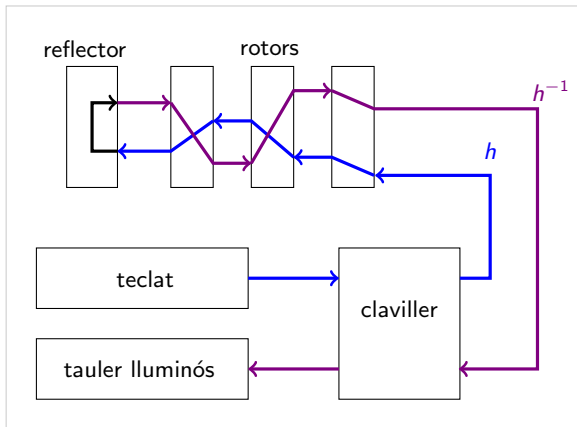 reflector
rotors
h⁻¹
h
teclat
claviller
tauler lluminós